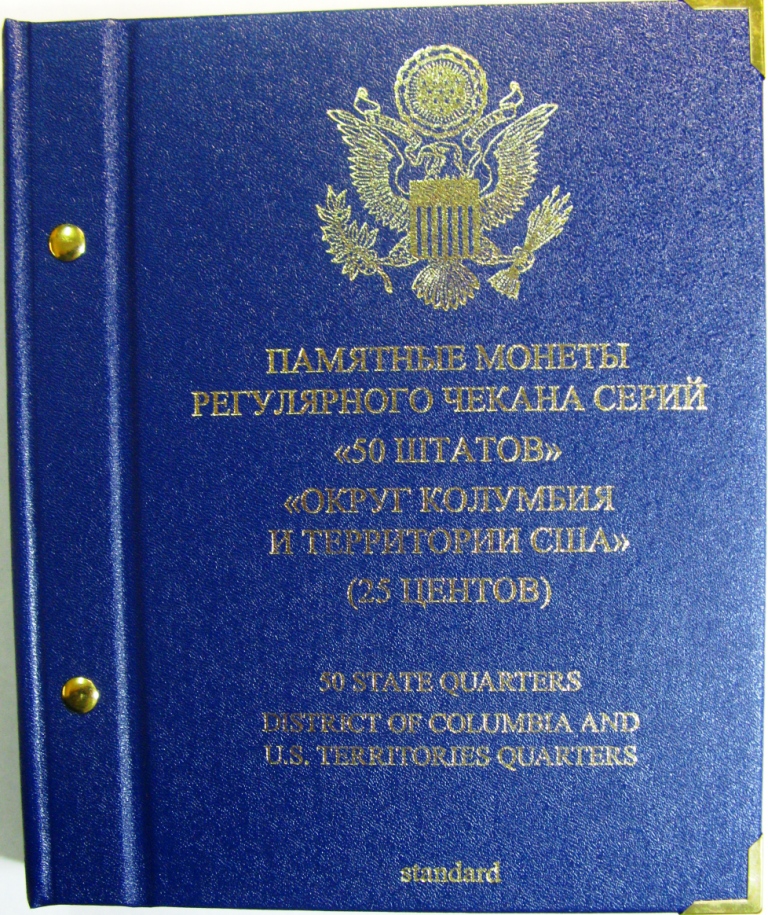 ПАМЯТНЫЕ МОНЕТЫ
РЕГУЛЯРНОГО ЧЕКАНА СЕРИЙ
«50 ШТАТОВ»
«ОКРУГ КОЛУМБИЯ
И ТЕРРИТОРИИ США»
(25 ЦЕНТОВ)
50 STATE QUARTERS
DISTRICT OF COLUMBIA AND
U.S. TERRITORIES QUARTERS
standard